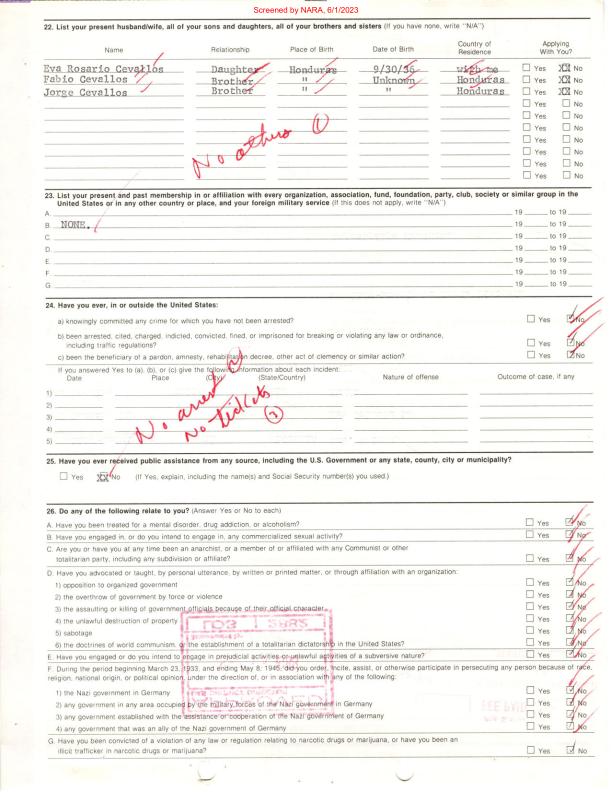 Screened by NARA, 6/1/2023
22. List your present husband/wife, all of your sons and daughters, all of your brothers and sisters (If you have none, write "N/A")
Name Relationship Place of Birth Date of Birth Country of Residence Applying With You?
Eva Rosario Cevallos Daughter Honduras 9/30/56 with me Yes XX No
Fabio Cevallos Brother " Unknown Honduras Yes XX No
Jorge Cevallos Brother " " Honduras Yes XX No
Yes No
Yes No
Yes No
Yes No
Yes No
Yes No
Yes No
No others 1
23. List your present and past membership in or affiliation with every organization, association, fund, foundation, party, club, society or similar group in the
United States or in any other country or place, and your foreign military service (If this does not apply, write "N/A")
A. 19 to 19
B. NONE. 19 to 19
C. 19 to 19
D. 19 to 19
E. 19 to 19
F. 19 to 19
G. 19 to 19
24. Have you ever, in or outside the United States:
a) knowingly committed any crime for which you have not been arrested? Yes No
b) been arrested, cited, charged, indicted, convicted, fined, or imprisoned for breaking or violating any law or ordinance,
including traffic regulations? Yes No
c) been the beneficiary of a pardon, amnesty, rehabilitation decree, other act of clemency or similar action? Yes No
If you answered Yes to (a), (b), or (c) give the following information about each incident:
Date Place (City) (State/Country) Nature of offense Outcome of case, if any
1)
2)
3)
4)
5)
No arrest
No tickets
3
25. Have you ever received public assistance from any source, including the U.S. Government or any state, county, city or municipality?
Yes XX No (If Yes, explain, including the name(s) and Social Security number(s) you used.)
26. Do any of the following relate to you? (Answer Yes or No to each)
A. Have you been treated for a mental disorder, drug addiction, or alcoholism? Yes No
B. Have you engaged in, or do you intend to engage in, any commercialized sexual activity? Yes No
C. Are you or have you at any time been an anarchist, or a member of or affiliated with any Communist or other
totalitarian party, including any subdivision or affiliate? Yes No
D. Have you advocated or taught, by personal utterance, by written or printed matter, or through affiliation with an organization:
1) opposition to organized government Yes No
2) the overthrow of government by force or violence Yes No
3) the assaulting or killing of government officials because of their official character Yes No
4) the unlawful destruction of property Yes No
5) sabotage Yes No
6) the doctrines of world communism, or the establishment of a totalitarian dictatorship in the United States? Yes No
E. Have you engaged or do you intend to engage in prejudicial activities or unlawful activities of a subversive nature? Yes No
F. During the period beginning March 23, 1933, and ending May 8, 1945, did you order, incite, assist, or otherwise participate in persecuting any person because of race,
religion, national origin, or political opinion, under the direction of, or in association with any of the following:
1) the Nazi government in Germany Yes No
2) any government in any area occupied by the military forces of the Nazi government in Germany Yes No
3) any government established with the assistance or cooperation of the Nazi government of Germany Yes No
4) any government that was an ally of the Nazi government of Germany Yes No
G. Have you been convicted of a violation of any law or regulation relating to narcotic drugs or marijuana, or have you been an
illicit trafficker in narcotic drugs or marijuana? Yes No